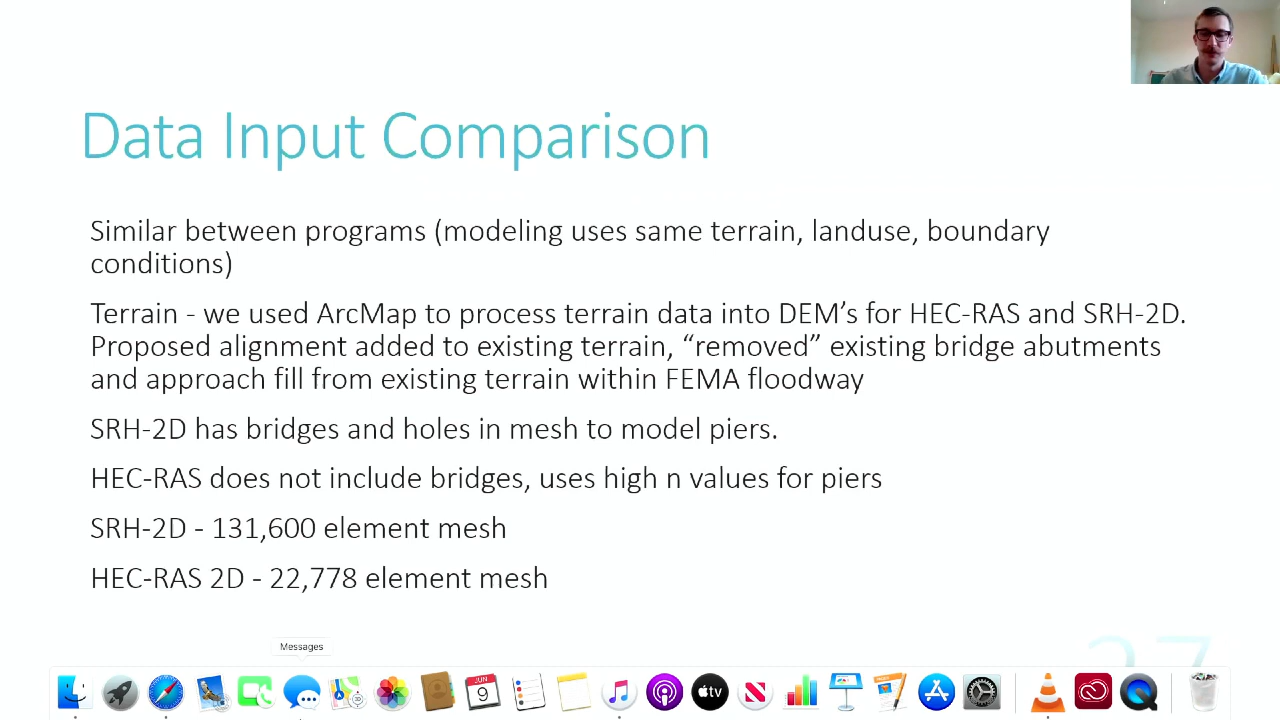 Data Input Comparison
Similar between programs (modeling uses same terrain, landuse, boundary
conditions)
Terrain - we used ArcMap to process terrain data into DEM’s for HEC-RAS and SRH-2D.
Proposed alignment added to existing terrain, “removed” existing bridge abutments
and approach fill from existing terrain within FEMA floodway
SRH-2D has bridges and holes in mesh to model piers.
HEC-RAS does not include bridges, uses high n values for piers
SRH-2D - 131,600 element mesh
HEC-RAS 2D - 22,778 element mesh
27
Messages
JUN
9
tv